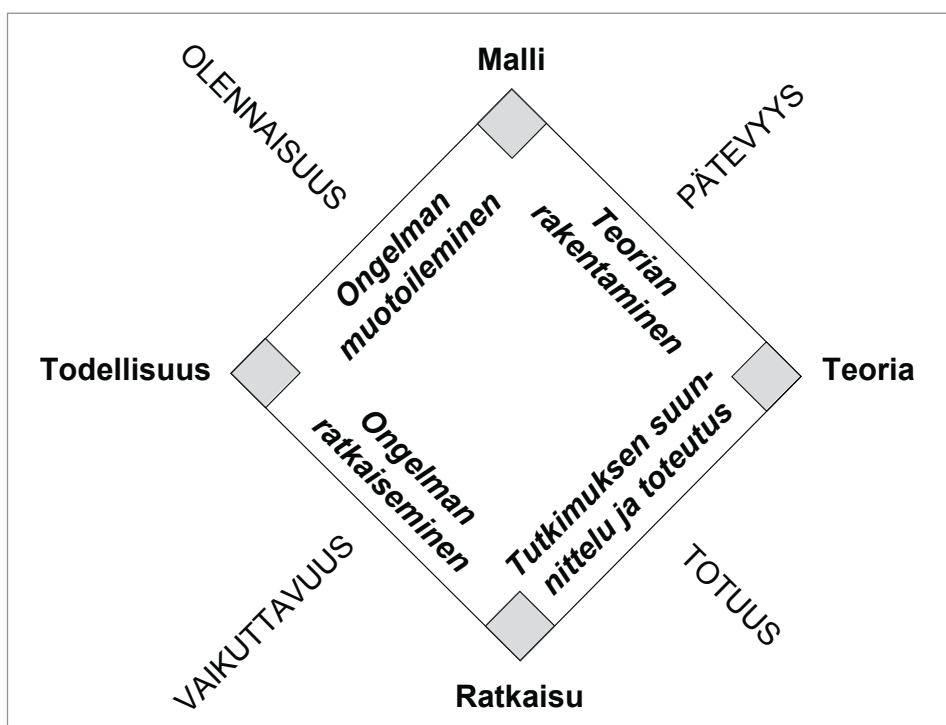 Malli
OLENNAISUUS
PÄTEVYYS
Ongelman
muotoileminen
Teorian
rakentaminen
Todellisuus
Teoria
Ongelman
ratkaiseminen
Tutkimuksen suun-
nittelu ja toteutus
VAIKUTTAVUUS
TOTUUS
Ratkaisu